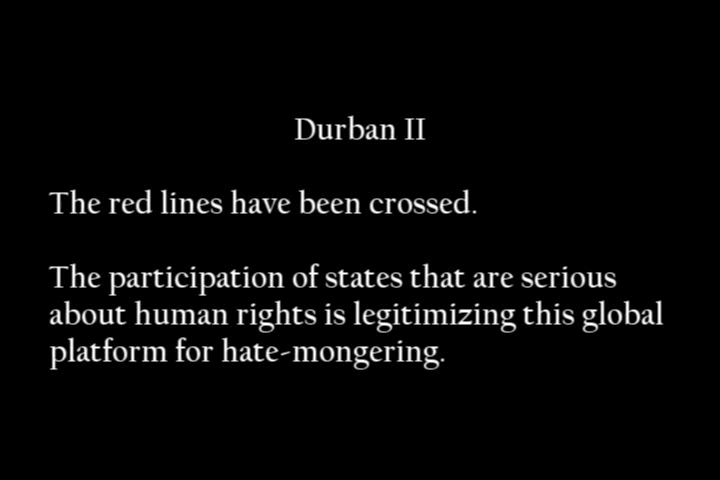 Durban II
The red lines have been crossed.
The participation of states that are serious
about human rights is legitimizing this global
platform for hate-mongering.